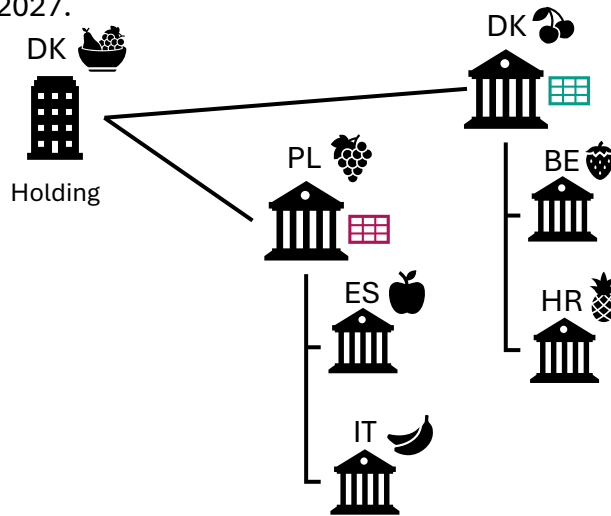 2027.
DK
DK
Holding
PL
BE
ES
HR
IT